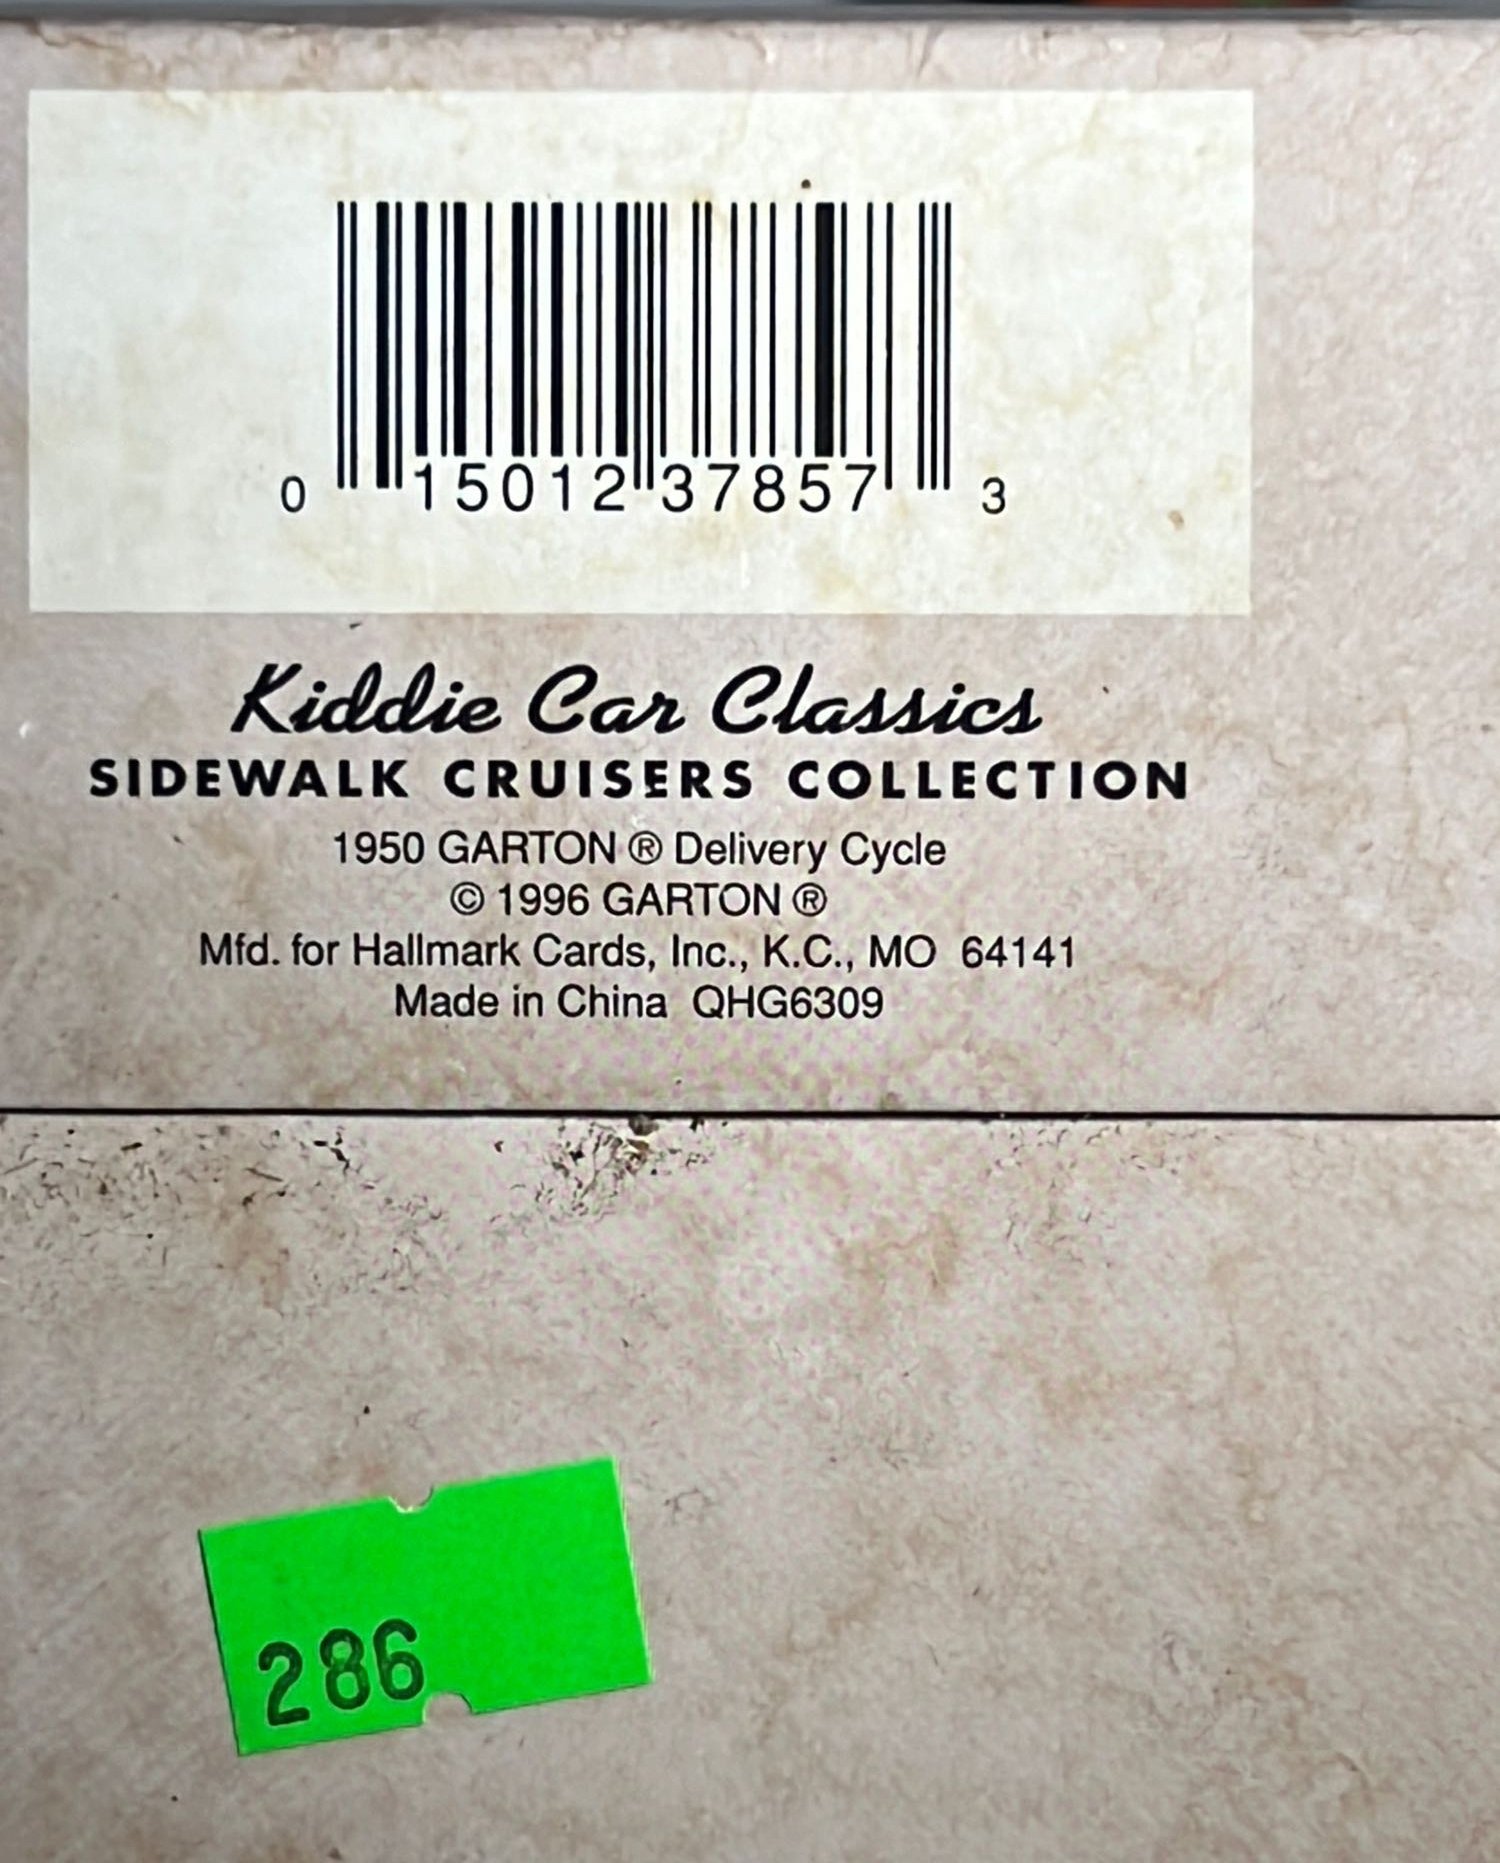 0 15012 37857 3
Kiddie Car Classics
SIDEWALK CRUISERS COLLECTION
1950 GARTON ® Delivery Cycle
© 1996 GARTON ®
Mfd. for Hallmark Cards, Inc., K.C., MO 64141
Made in China QHG6309
286